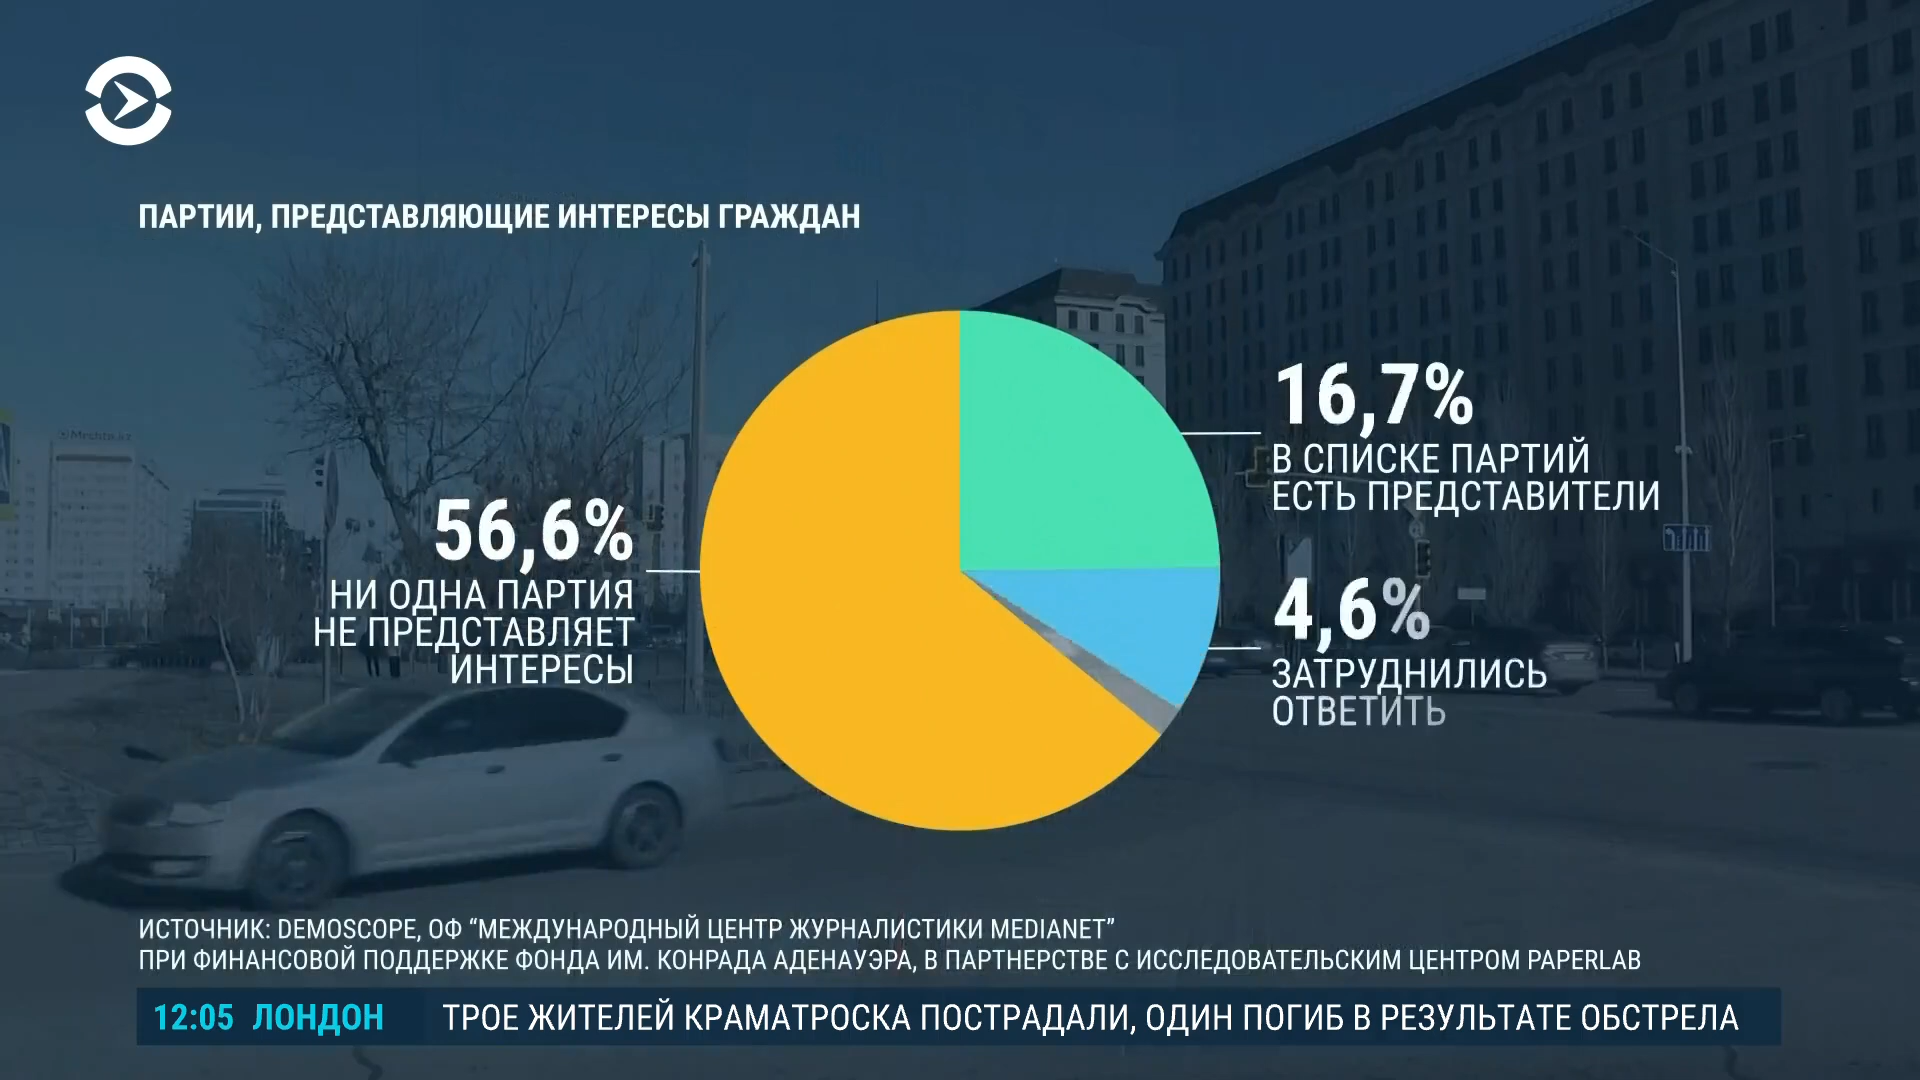 ПАРТИИ, ПРЕДСТАВЛЯЮЩИЕ ИНТЕРЕСЫ ГРАЖДАН
56,6%
НИ ОДНА ПАРТИЯ
НЕ ПРЕДСТАВЛЯЕТ
ИНТЕРЕСЫ
16,7%
В СПИСКЕ ПАРТИЙ
ЕСТЬ ПРЕДСТАВИТЕЛИ
4,6%
ЗАТРУДНИЛИСЬ
ОТВЕТИТЬ
Mechta.kz
ИСТОЧНИК: DEMOSCOPE, ОФ “МЕЖДУНАРОДНЫЙ ЦЕНТР ЖУРНАЛИСТИКИ MEDIANET”
ПРИ ФИНАНСОВОЙ ПОДДЕРЖКЕ ФОНДА ИМ. КОНРАДА АДЕНАУЭРА, В ПАРТНЕРСТВЕ С ИССЛЕДОВАТЕЛЬСКИМ ЦЕНТРОМ PAPERLAB
12:05 ЛОНДОН ТРОЕ ЖИТЕЛЕЙ КРАМАТРОСКА ПОСТРАДАЛИ, ОДИН ПОГИБ В РЕЗУЛЬТАТЕ ОБСТРЕЛА